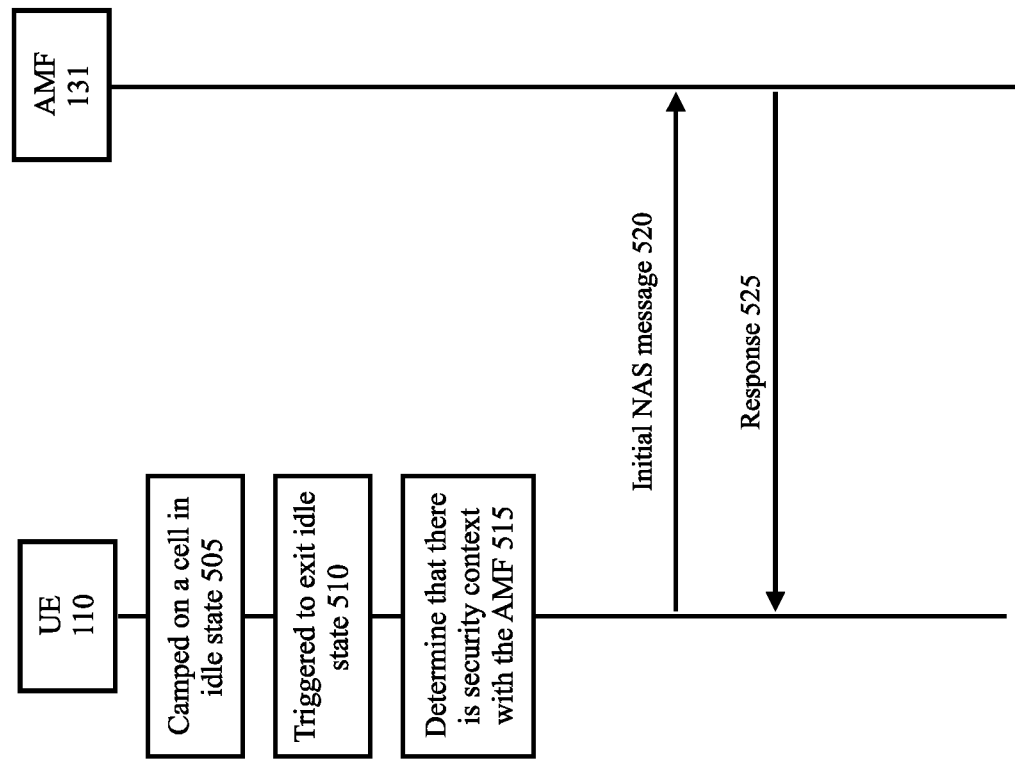 UE
110
AMF
131
Camped on a cell in
idle state 505
Triggered to exit idle
state 510
Determine that there
is security context
with the AMF 515
Initial NAS message 520
Response 525